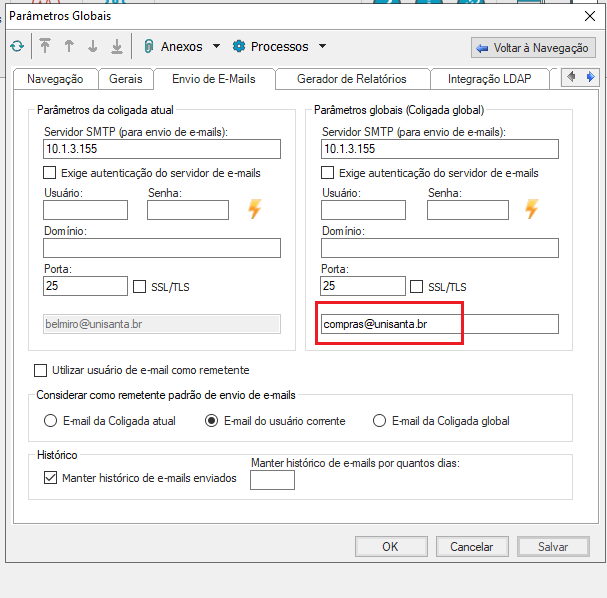 Parâmetros Globais
Anexos
Processos
Voltar à Navegação
Navegação
Gerais
Envio de E-Mails
Gerador de Relatórios
Integração LDAP
Parâmetros da coligada atual
Servidor SMTP (para envio de e-mails):
10.1.3.155
Exige autenticação do servidor de e-mails
Usuário:
Senha:
Domínio:
Porta:
25
SSL/TLS
belmiro@unisanta.br
Parâmetros globais (Coligada global)
Servidor SMTP (para envio de e-mails):
10.1.3.155
Exige autenticação do servidor de e-mails
Usuário:
Senha:
Domínio:
Porta:
25
SSL/TLS
compras@unisanta.br
Utilizar usuário de e-mail como remetente
Considerar como remetente padrão de envio de e-mails
E-mail da Coligada atual
E-mail do usuário corrente
E-mail da Coligada global
Histórico
Manter histórico de e-mails enviados
Manter histórico de e-mails por quantos dias:
OK
Cancelar
Salvar